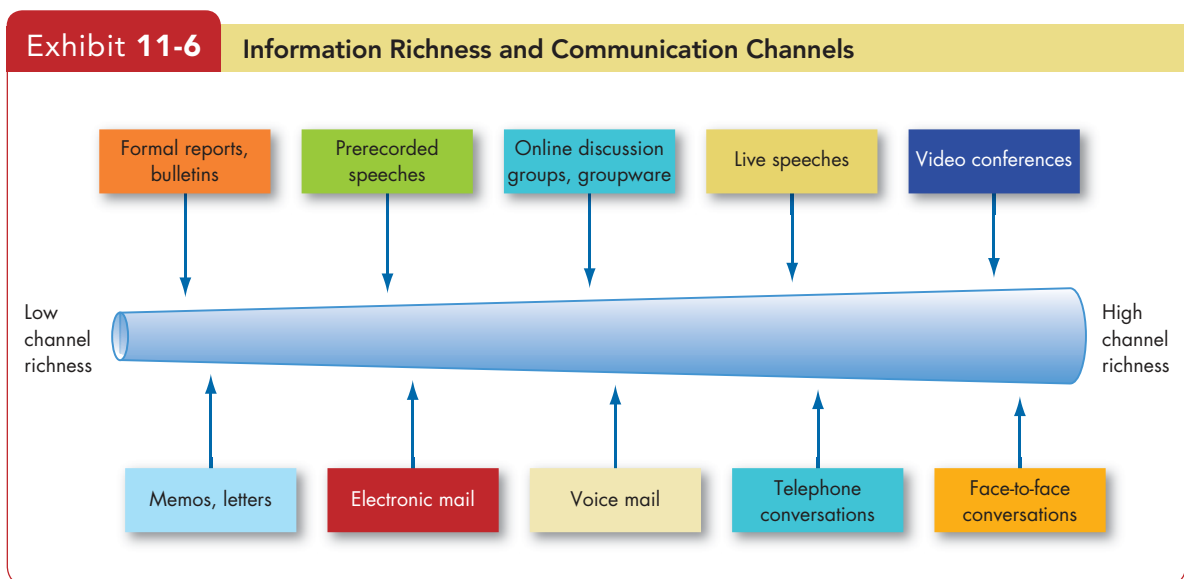 Exhibit 11-6
Information Richness and Communication Channels
Formal reports,
bulletins
Prerecorded
speeches
Online discussion
groups, groupware
Live speeches
Video conferences
Low
channel
richness
High
channel
richness
Memos, letters
Electronic mail
Voice mail
Telephone
conversations
Face-to-face
conversations